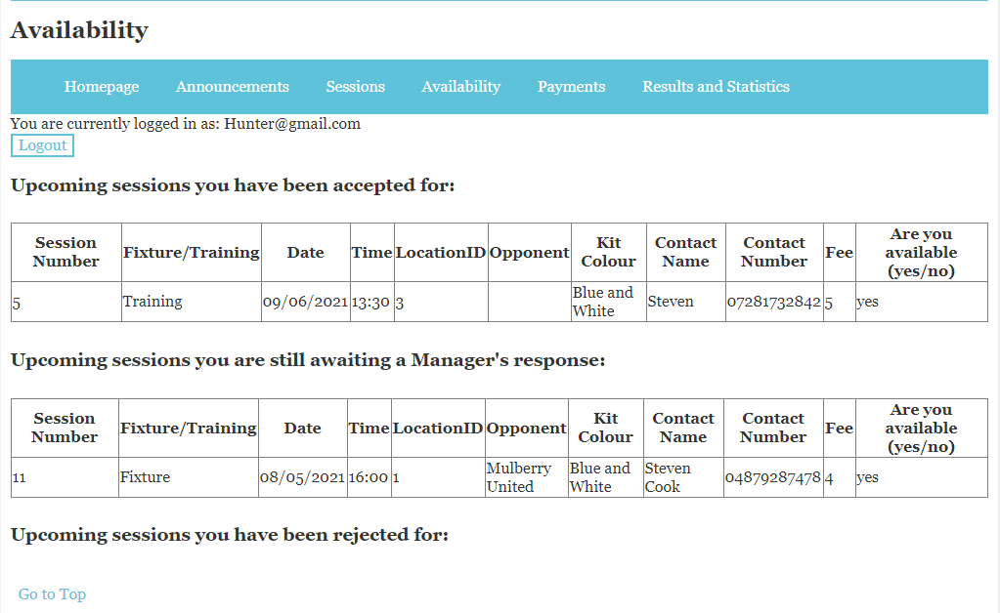 Availability
Homepage Announcements Sessions Availability Payments Results and Statistics
You are currently logged in as: Hunter@gmail.com
Logout
Upcoming sessions you have been accepted for:
Session Number Fixture/Training Date Time LocationID Opponent Kit Colour Contact Name Contact Number Fee Are you available (yes/no)
5 Training 09/06/2021 13:30 3 Blue and White Steven 07281732842 5 yes
Upcoming sessions you are still awaiting a Manager's response:
Session Number Fixture/Training Date Time LocationID Opponent Kit Colour Contact Name Contact Number Fee Are you available (yes/no)
11 Fixture 08/05/2021 16:00 1 Mulberry United Blue and White Steven Cook 04879287478 4 yes
Upcoming sessions you have been rejected for:
Go to Top